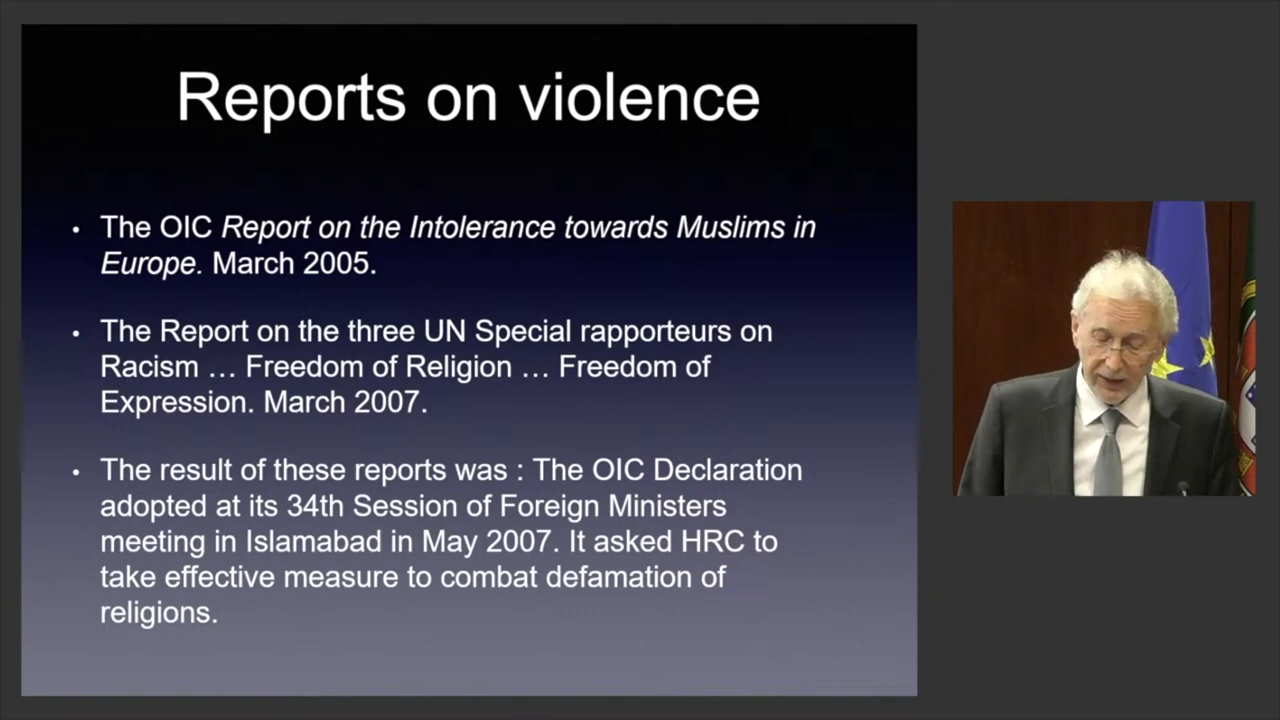 Reports on violence
• The OIC Report on the Intolerance towards Muslims in
Europe. March 2005.
• The Report on the three UN Special rapporteurs on
Racism … Freedom of Religion … Freedom of
Expression. March 2007.
• The result of these reports was : The OIC Declaration
adopted at its 34th Session of Foreign Ministers
meeting in Islamabad in May 2007. It asked HRC to
take effective measure to combat defamation of
religions.